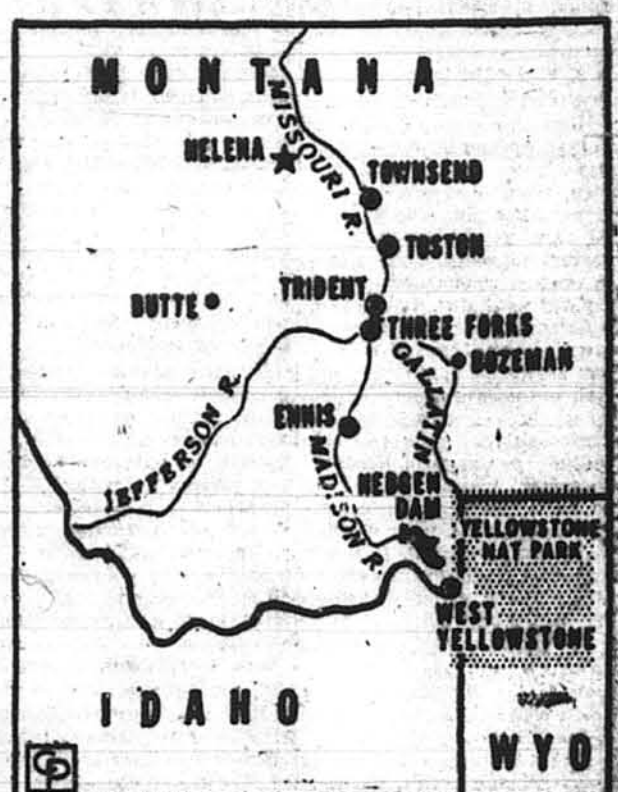 MONTANA
MISSOURI R.
HELENA
TOWNSEND
TOSTON
TRIDENT
BUTTE
THREE FORKS
GALLATIN
BOZEMAN
JEFFERSON R.
ENNIS
MADISON R.
HEBGEN
DAM
YELLOWSTONE
NAT PARK
WEST
YELLOWSTONE
IDAHO
WYO
CP